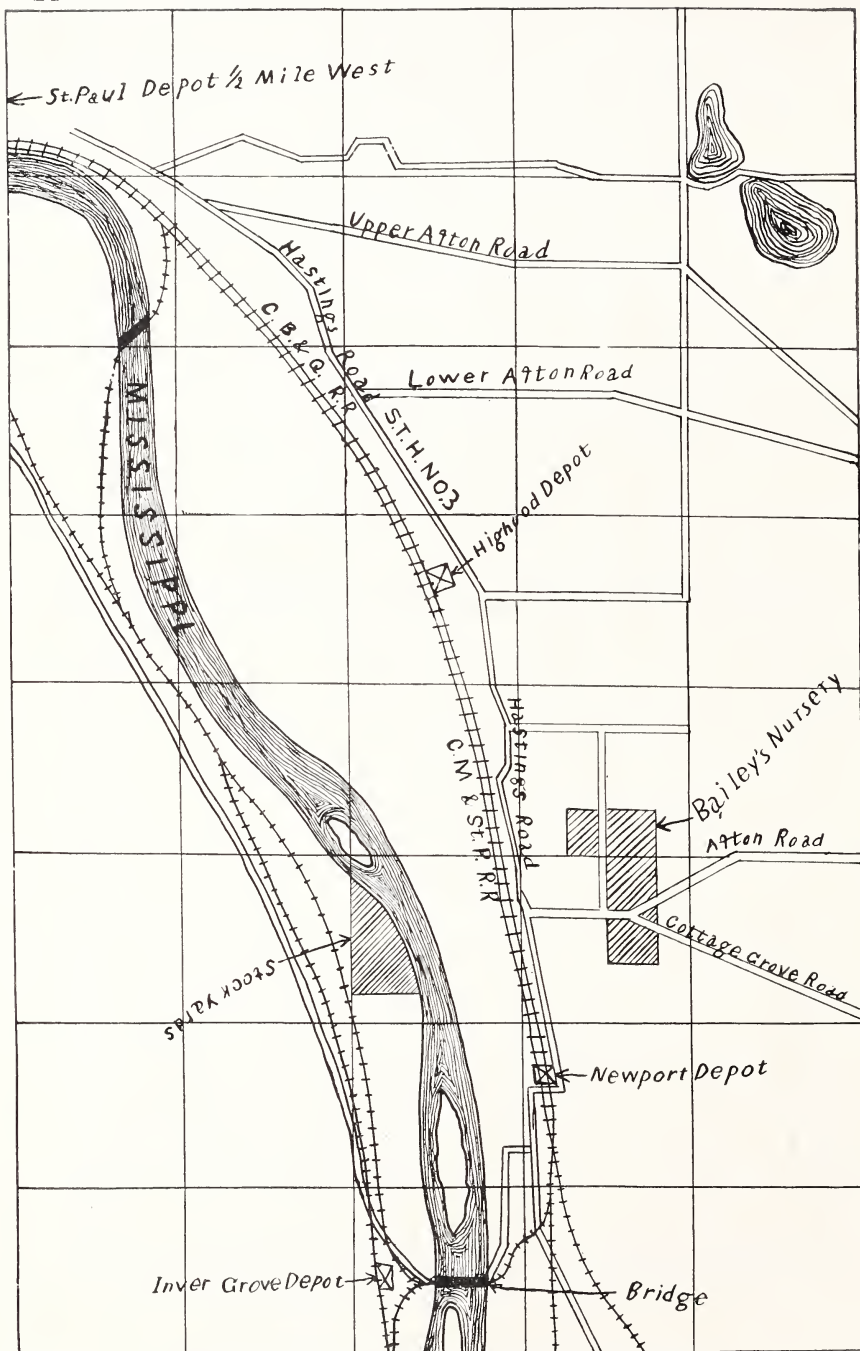 St. Paul Depot ½ Mile West
Upper Afton Road
Hastings Road S.T.H. NO.3
C. B. & Q. R.R
Lower Afton Road
MISSISSIPPI
Highood Depot
Bailey's Nursery
Hastings Road
C.M & St. P. R.R
Afton Road
Cottage Grove Road
Stock yards
Newport Depot
Inver Grove Depot
Bridge